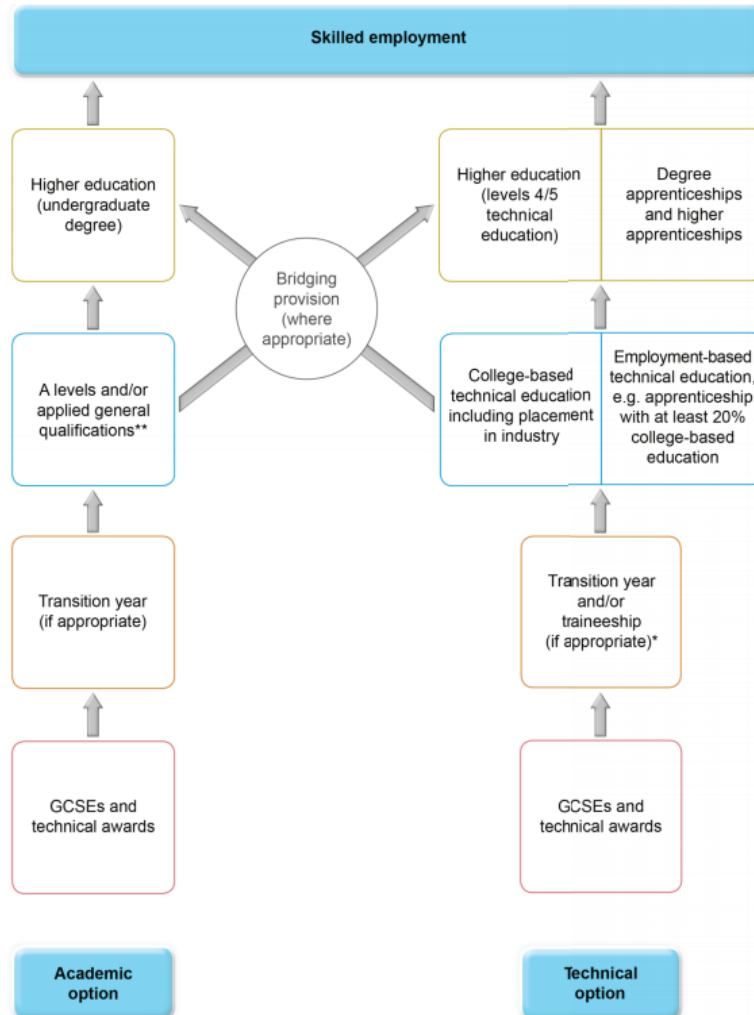 Skilled employment
Higher education
(undergraduate
degree)
Higher education
(levels 4/5
technical
education)
Degree
apprenticeships
and higher
apprenticeships
Bridging
provision
(where
appropriate)
A levels and/or
applied general
qualifications**
College-based
technical education
including placement
in industry
Employment-based
technical education,
e.g. apprenticeship
with at least 20%
college-based
education
Transition year
(if appropriate)
Transition year
and/or
traineeship
(if appropriate)*
GCSEs and
technical awards
GCSEs and
technical awards
Academic
option
Technical
option